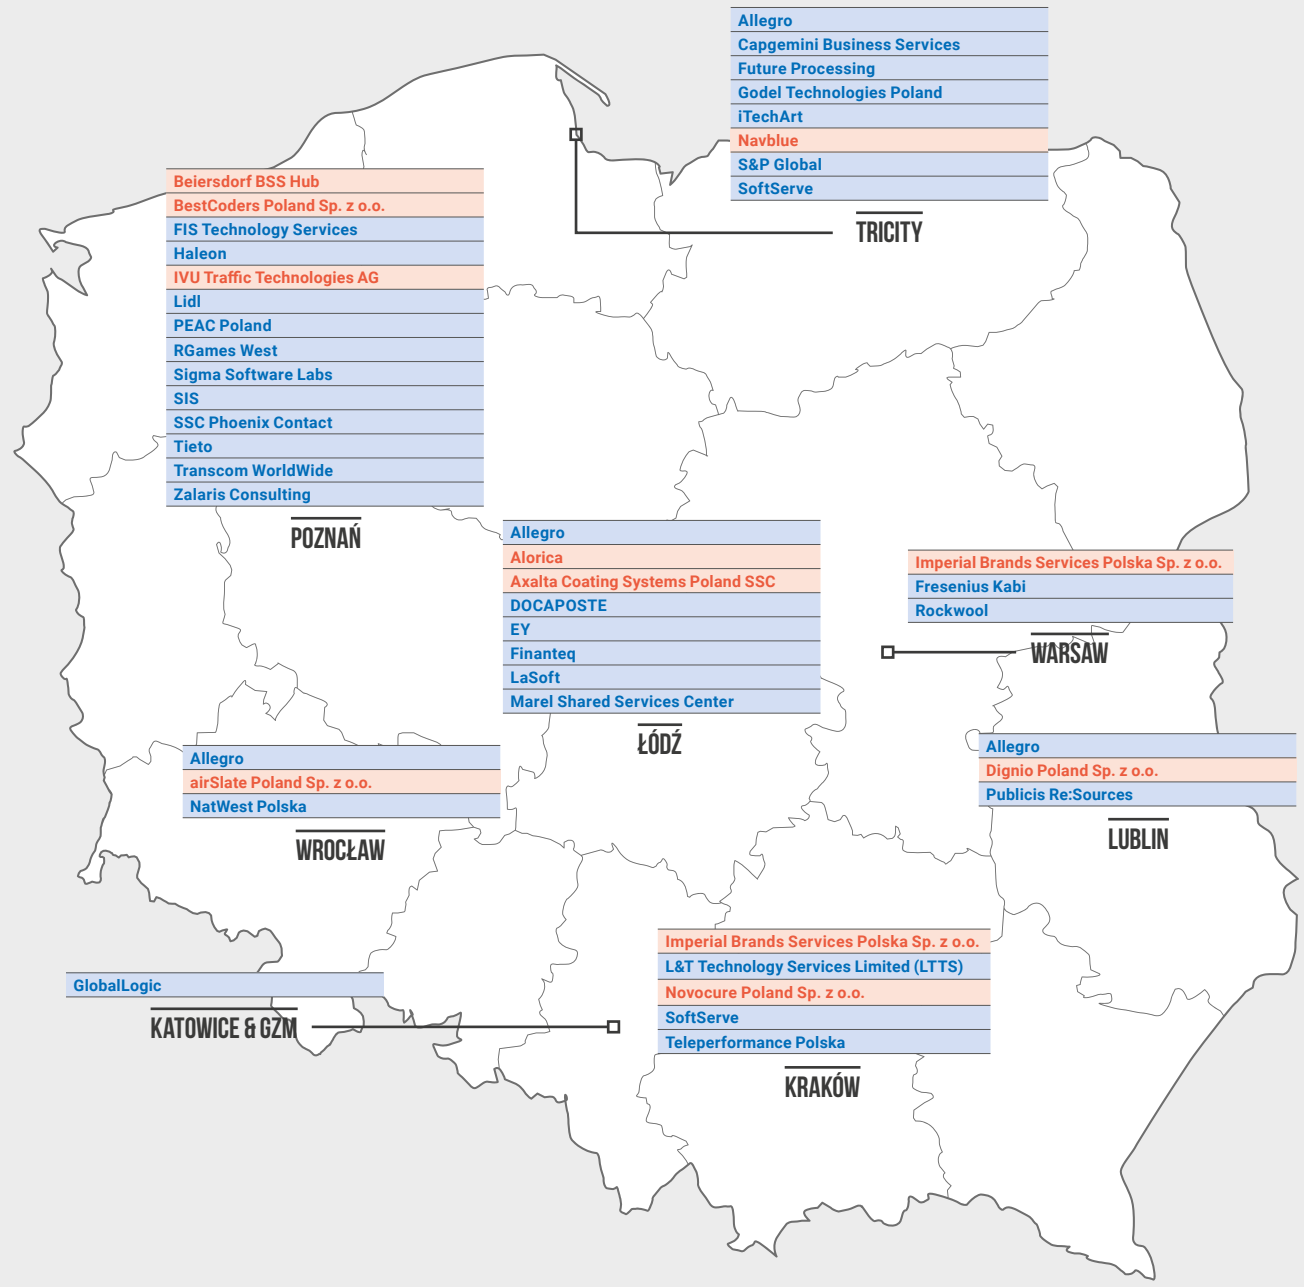 Allegro
Capgemini Business Services
Future Processing
Godel Technologies Poland
iTechArt
Navblue
S&P Global
SoftServe
TRICITY
Beiersdorf BSS Hub
BestCoders Poland Sp. z o.o.
FIS Technology Services
Haleon
IVU Traffic Technologies AG
Lidl
PEAC Poland
RGames West
Sigma Software Labs
SIS
SSC Phoenix Contact
Tieto
Transcom WorldWide
Zalaris Consulting
POZNAŃ
Allegro
Alorica
Axalta Coating Systems Poland SSC
DOCAPOSTE
EY
Finanteq
LaSoft
Marel Shared Services Center
ŁÓDŹ
Imperial Brands Services Polska Sp. z o.o.
Fresenius Kabi
Rockwool
WARSAW
Allegro
airSlate Poland Sp. z o.o.
NatWest Polska
WROCŁAW
Allegro
Dignio Poland Sp. z o.o.
Publicis Re:Sources
LUBLIN
GlobalLogic
KATOWICE & GZM
Imperial Brands Services Polska Sp. z o.o.
L&T Technology Services Limited (LTTS)
Novocure Poland Sp. z o.o.
SoftServe
Teleperformance Polska
KRAKÓW